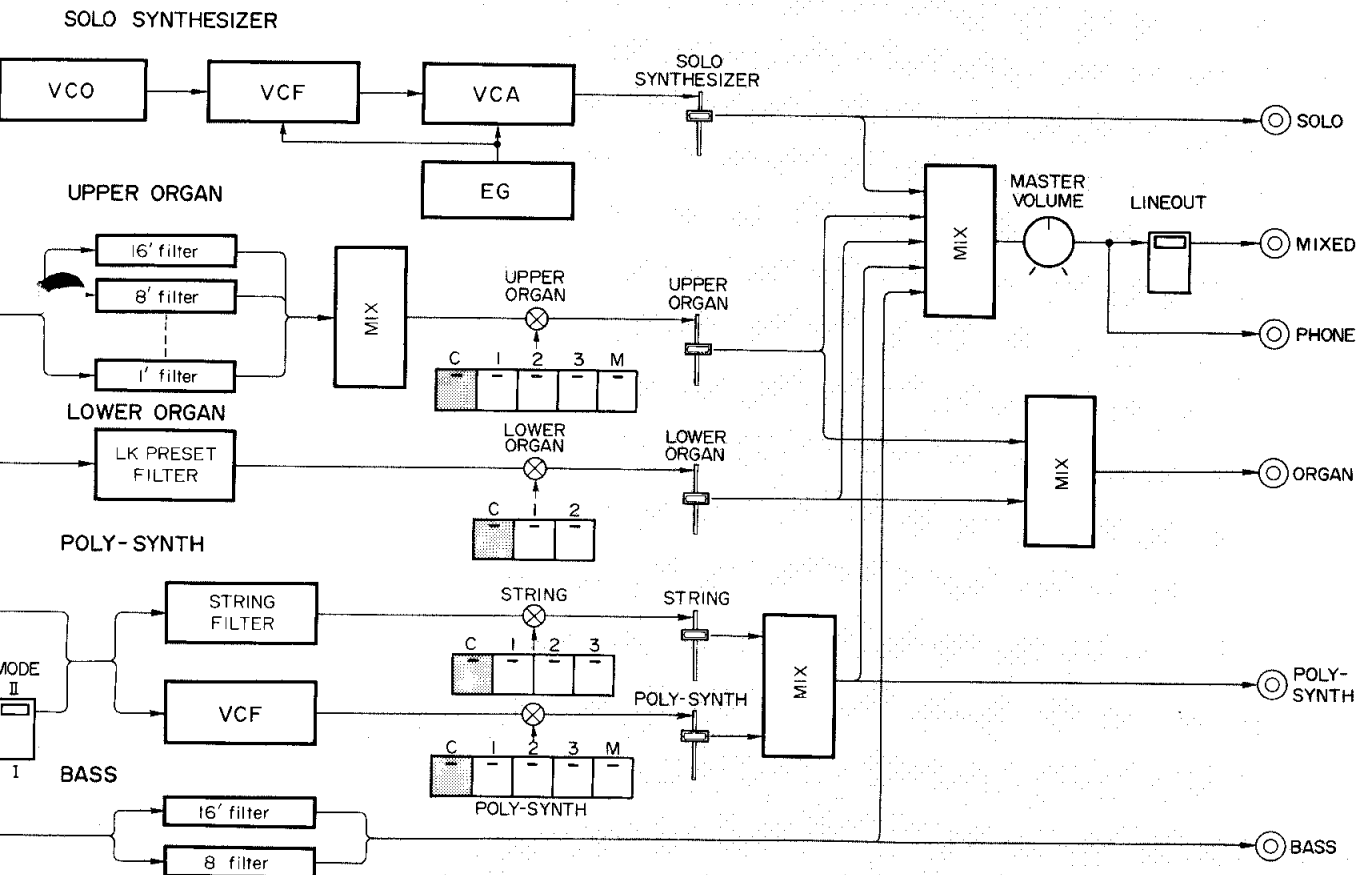 SOLO SYNTHESIZER
VCO
VCF
VCA
EG
SOLO
SYNTHESIZER
SOLO
UPPER ORGAN
16' filter
8' filter
1' filter
MIX
UPPER
ORGAN
C 1 2 3 M
UPPER
ORGAN
MIX
MASTER
VOLUME
LINEOUT
MIXED
PHONE
LOWER ORGAN
LK PRESET
FILTER
LOWER
ORGAN
C 1 2
LOWER
ORGAN
MIX
ORGAN
POLY-SYNTH
STRING
FILTER
STRING
C 1 2 3
STRING
MODE
II
I
VCF
C 1 2 3 M
POLY-SYNTH
POLY-SYNTH
MIX
POLY-
SYNTH
BASS
16' filter
8 filter
BASS